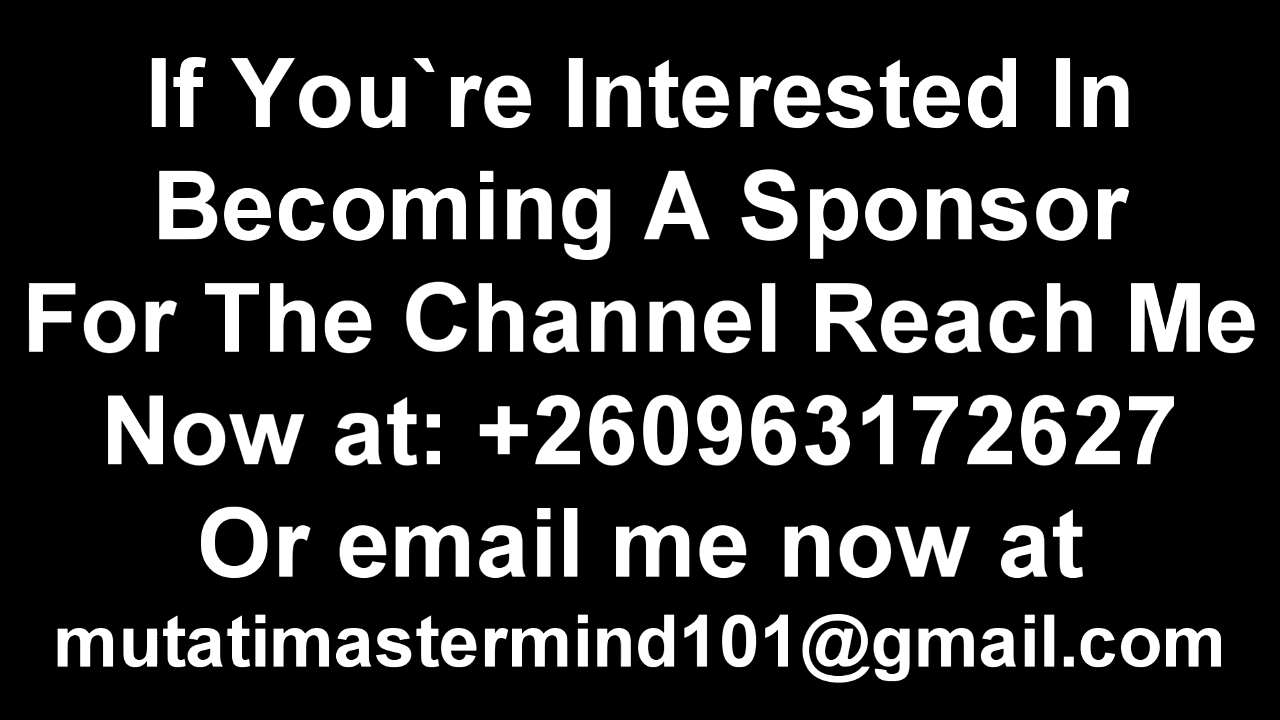 If You`re Interested In
Becoming A Sponsor
For The Channel Reach Me
Now at: +260963172627
Or email me now at
mutatimastermind101@gmail.com